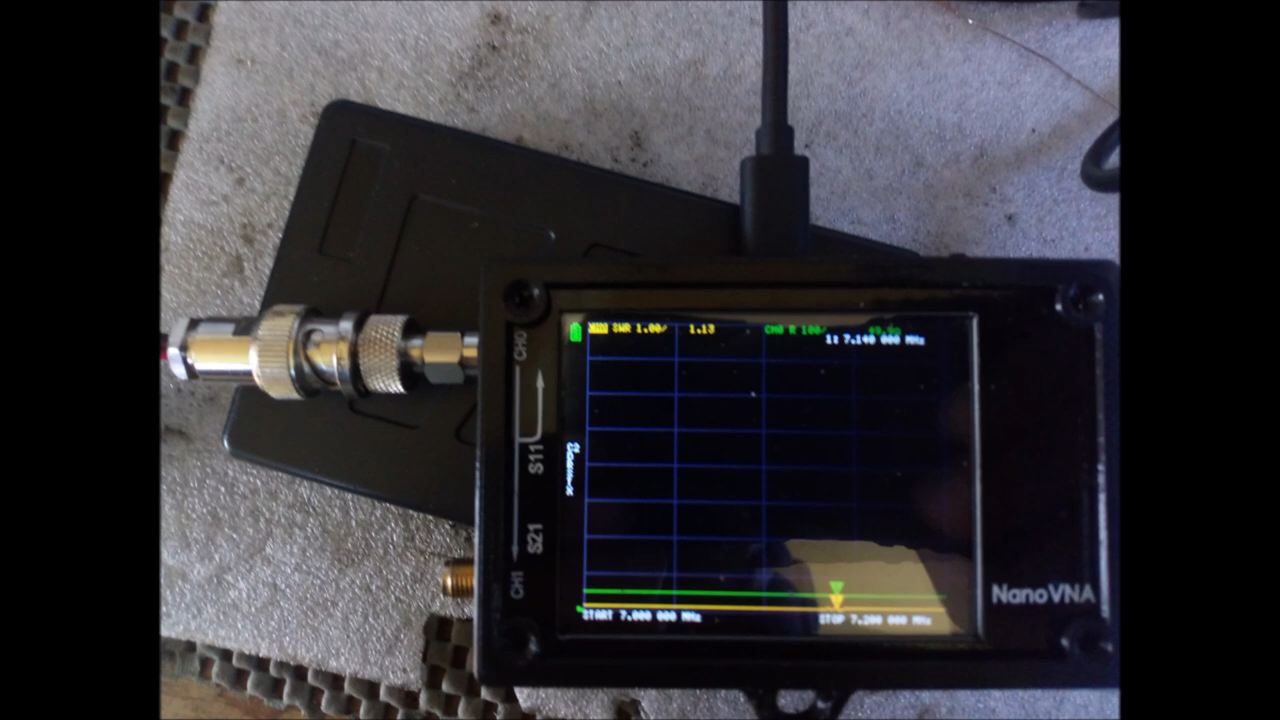 SWR 1.00/ 1.13 CH0 R 100/
1: 7.140 000 MHz
CH0
S11
S21
CH1
START 7.000 000 MHz STOP 7.200 000 MHz
NanoVNA